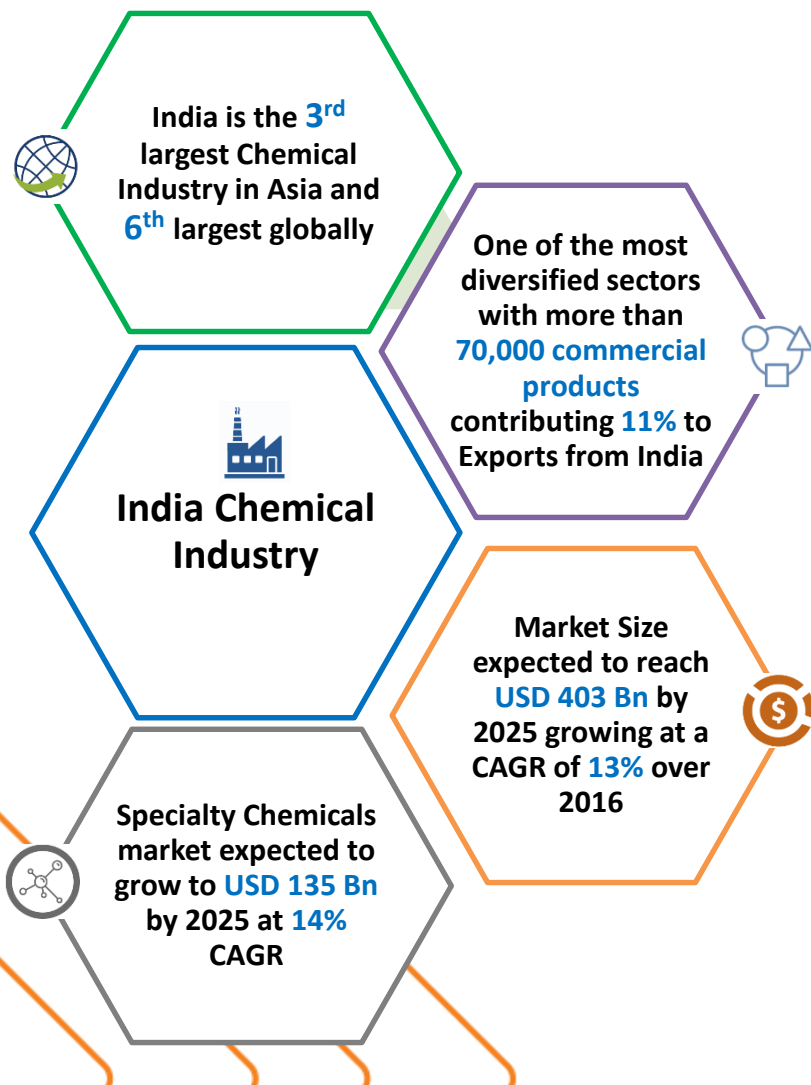 India is the 3rd
largest Chemical
Industry in Asia and
6th largest globally
One of the most
diversified sectors
with more than
70,000 commercial
products
contributing 11% to
Exports from India
India Chemical
Industry
Market Size
expected to reach
USD 403 Bn by
2025 growing at a
CAGR of 13% over
2016
$
Specialty Chemicals
market expected to
grow to USD 135 Bn
by 2025 at 14%
CAGR